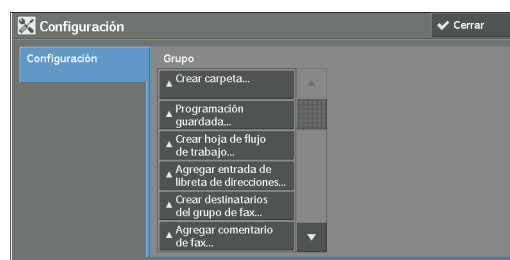 Configuración
Cerrar
Configuración
Grupo
Crear carpeta...
Programación
guardada...
Crear hoja de flujo
de trabajo...
Agregar entrada de
libreta de direcciones...
Crear destinatarios
del grupo de fax...
Agregar comentario
de fax...